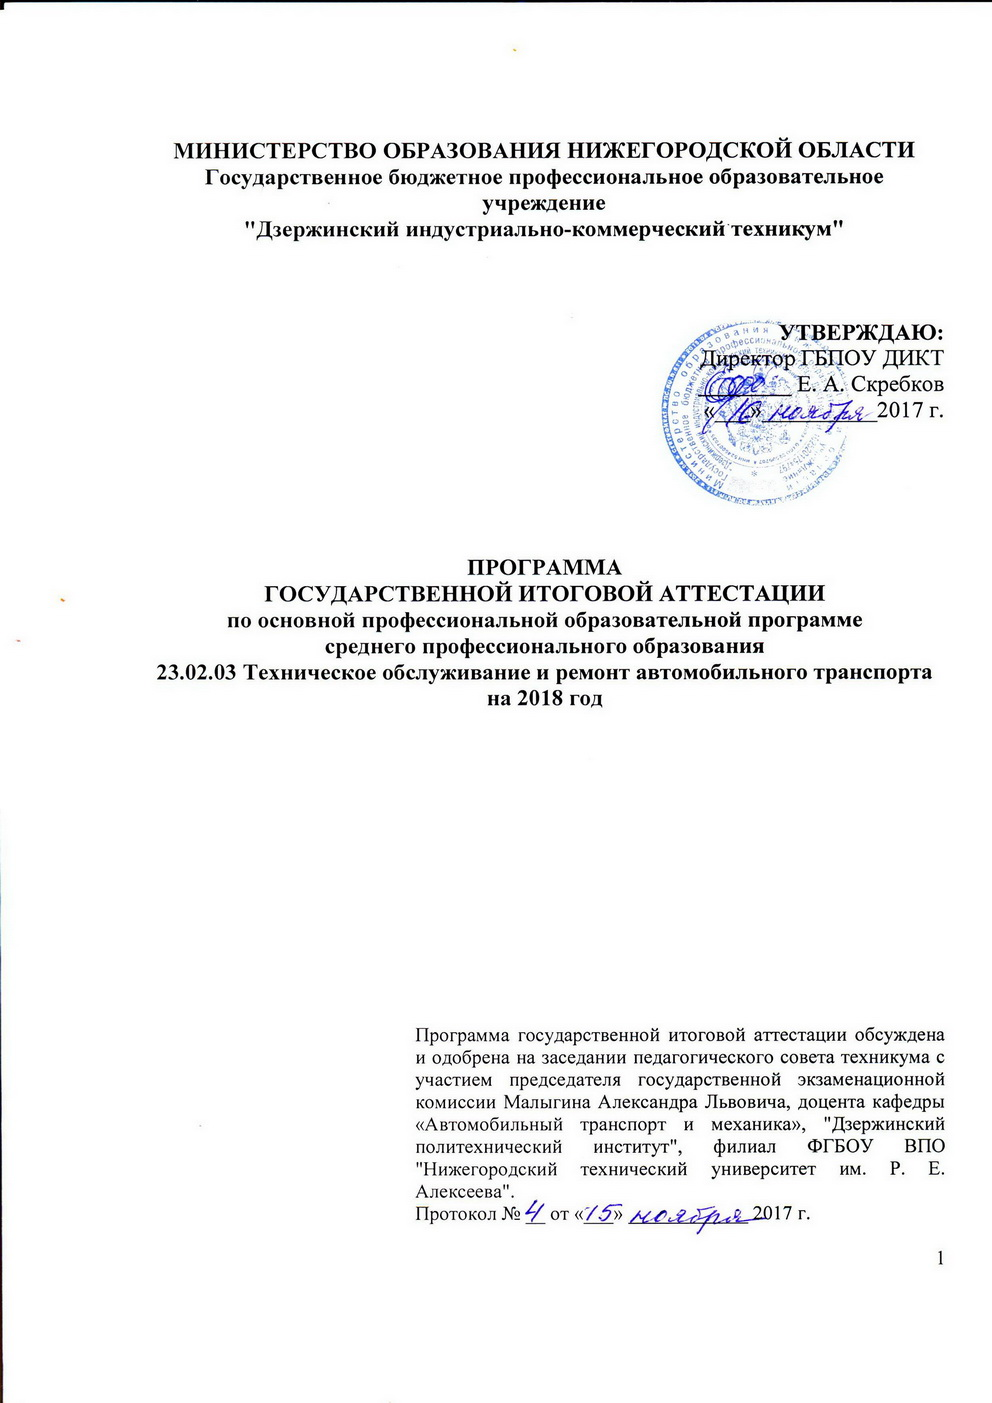 МИНИСТЕРСТВО ОБРАЗОВАНИЯ НИЖЕГОРОДСКОЙ ОБЛАСТИ
Государственное бюджетное профессиональное образовательное
учреждение
"Дзержинский индустриально-коммерческий техникум"
УТВЕРЖДАЮ:
Директор ГБПОУ ДИКТ
Е. А. Скребков
«16» ноября 2017 г.
ПРОГРАММА
ГОСУДАРСТВЕННОЙ ИТОГОВОЙ АТТЕСТАЦИИ
по основной профессиональной образовательной программе
среднего профессионального образования
23.02.03 Техническое обслуживание и ремонт автомобильного транспорта
на 2018 год
Программа государственной итоговой аттестации обсуждена
и одобрена на заседании педагогического совета техникума с
участием председателя государственной экзаменационной
комиссии Малыгина Александра Львовича, доцента кафедры
«Автомобильный транспорт и механика», "Дзержинский
политехнический институт", филиал ФГБОУ ВПО
"Нижегородский технический университет им. Р. Е.
Алексеева".
Протокол № 4 от «15» ноября 2017 г.
1